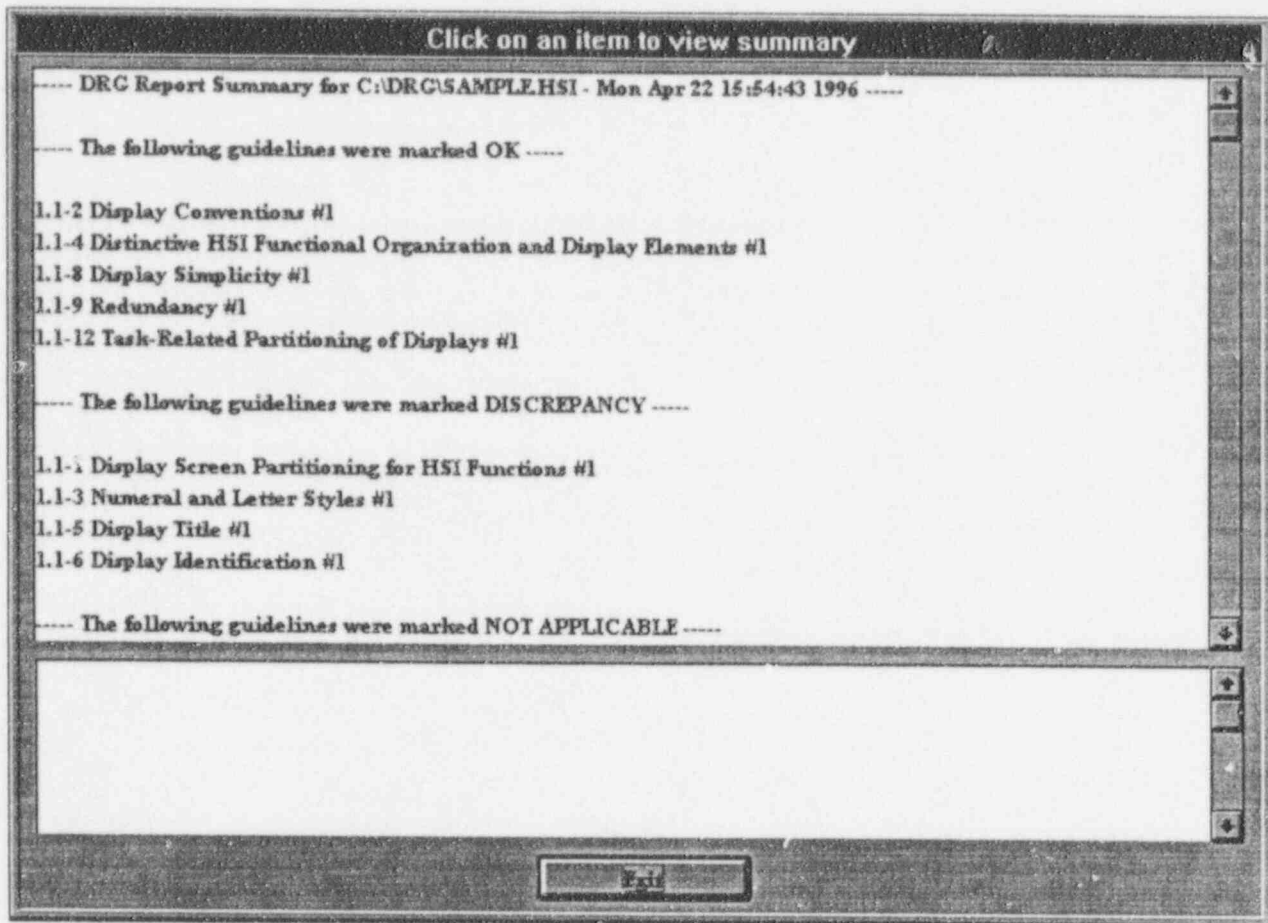 Click on an item to view summary
----- DRG Report Summary for C:\DRG\SAMPLE.HSI - Mon Apr 22 15:54:43 1996 -----
----- The following guidelines were marked OK -----
1.1-2 Display Conventions #1
1.1-4 Distinctive HSI Functional Organization and Display Elements #1
1.1-8 Display Simplicity #1
1.1-9 Redundancy #1
1.1-12 Task-Related Partitioning of Displays #1
----- The following guidelines were marked DISCREPANCY -----
1.1-1 Display Screen Partitioning for HSI Functions #1
1.1-3 Numeral and Letter Styles #1
1.1-5 Display Title #1
1.1-6 Display Identification #1
----- The following guidelines were marked NOT APPLICABLE -----
Exit